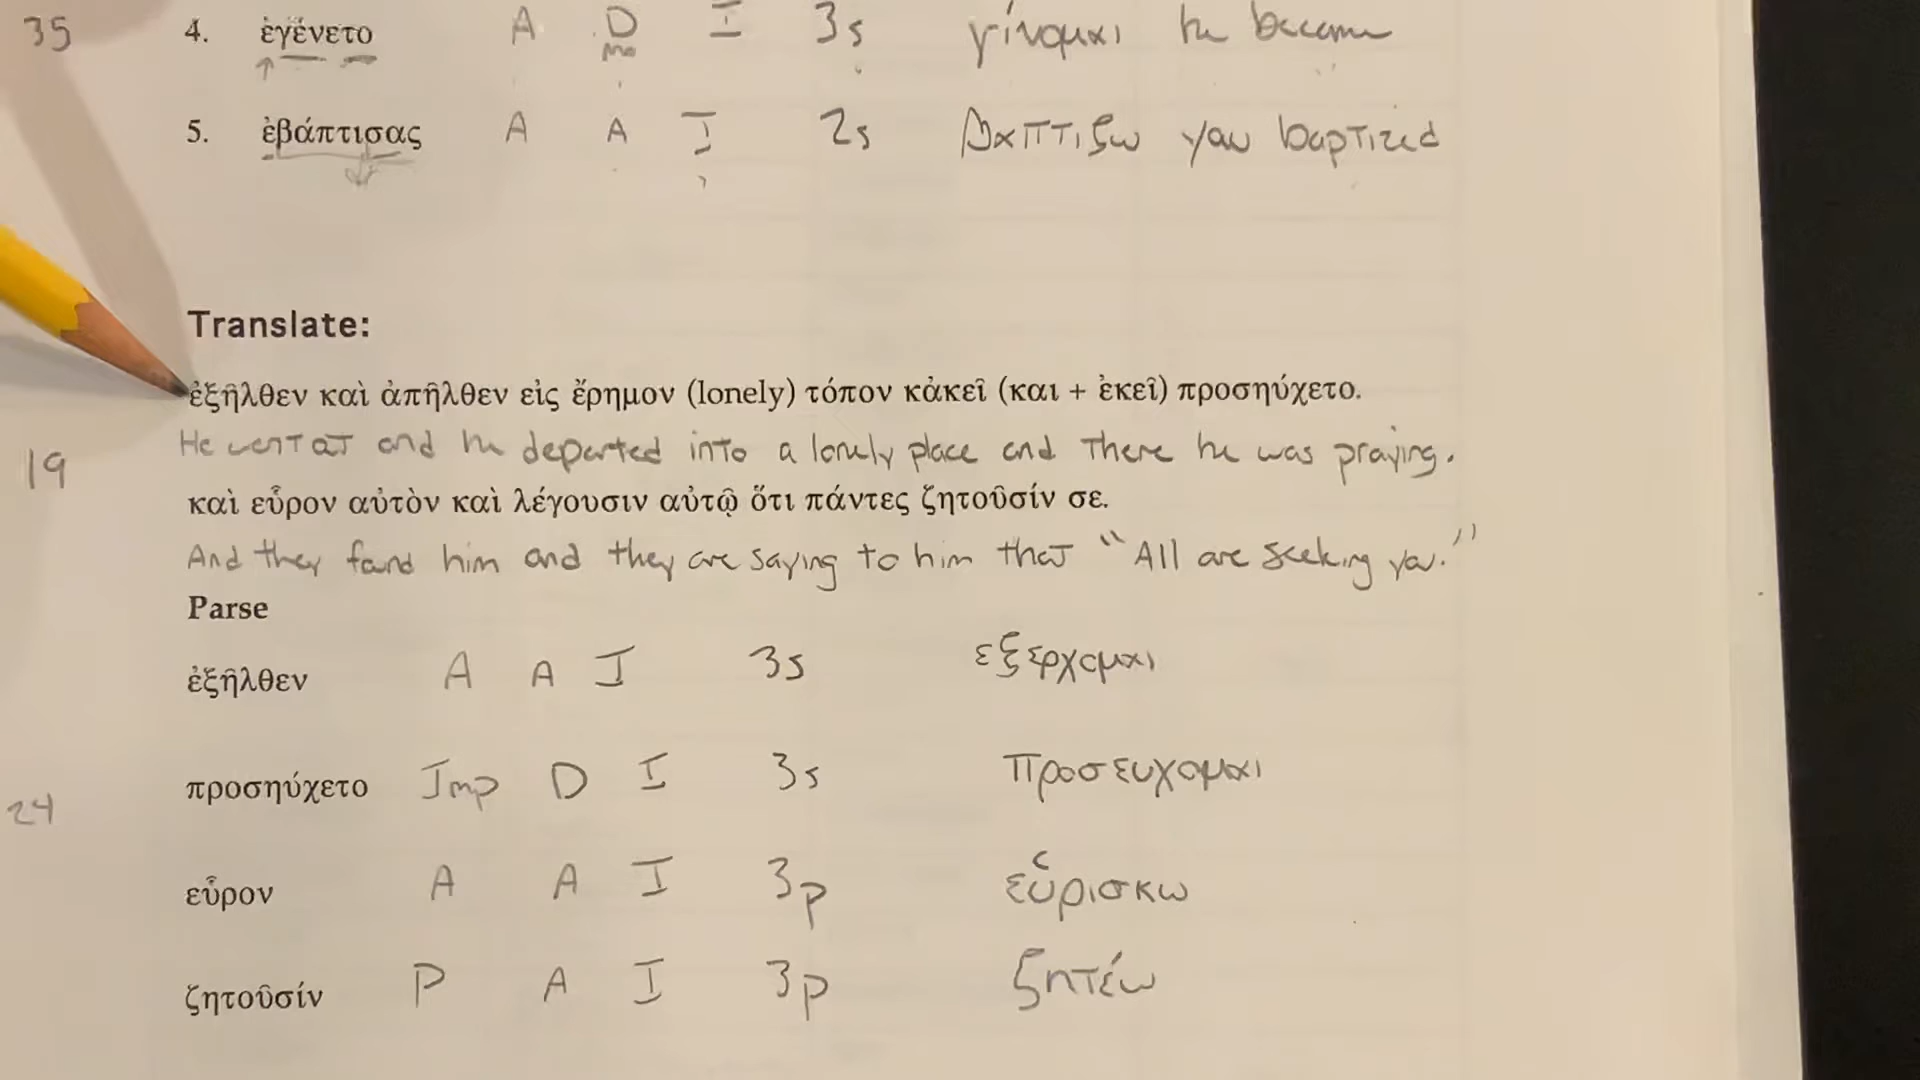 35 4. ἐγένετο A D I 3s γίνομαι he became
mo
5. ἐβάπτισας A A I 2s βαπτιζω you baptized
Translate:
ἐξῆλθεν καὶ ἀπῆλθεν εἰς ἔρημον (lonely) τόπον κἀκεῖ (και + ἐκεῖ) προσηύχετο.
He went out and he departed into a lonely place and there he was praying.
19
καὶ εὗρον αὐτὸν καὶ λέγουσιν αὐτῷ ὅτι πάντες ζητοῦσίν σε.
And they found him and they are saying to him that "All are seeking you."
Parse
ἐξῆλθεν A A I 3s εξερχομαι
προσηύχετο Imp D I 3s προσευχομαι
24
εὗρον A A I 3p εὑρισκω
ζητοῦσίν P A I 3p ζητέω